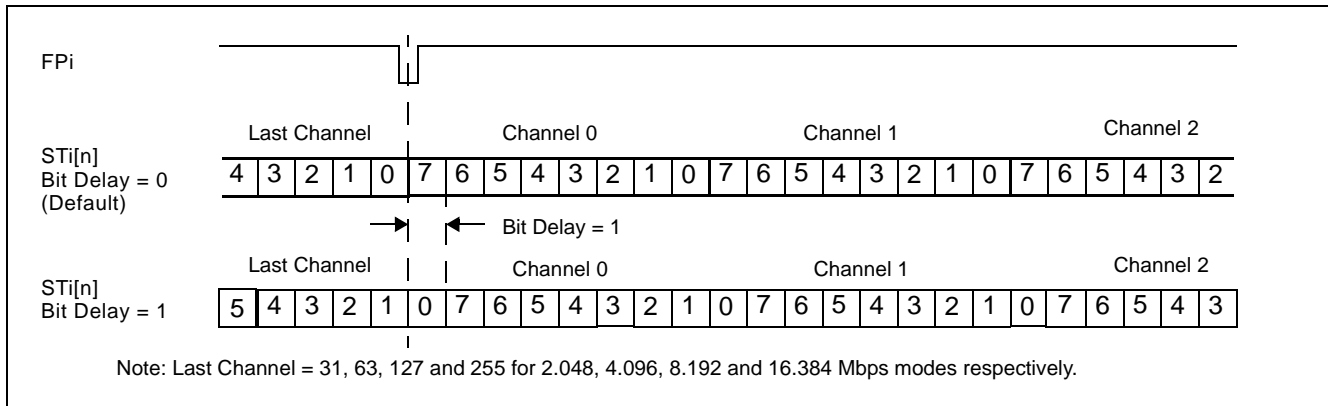 FPi
Last Channel Channel 0 Channel 1 Channel 2
STi[n]
Bit Delay = 0
(Default)
4 3 2 1 0 7 6 5 4 3 2 1 0 7 6 5 4 3 2 1 0 7 6 5 4 3 2
Bit Delay = 1
Last Channel Channel 0 Channel 1 Channel 2
STi[n]
Bit Delay = 1
5 4 3 2 1 0 7 6 5 4 3 2 1 0 7 6 5 4 3 2 1 0 7 6 5 4 3
Note: Last Channel = 31, 63, 127 and 255 for 2.048, 4.096, 8.192 and 16.384 Mbps modes respectively.